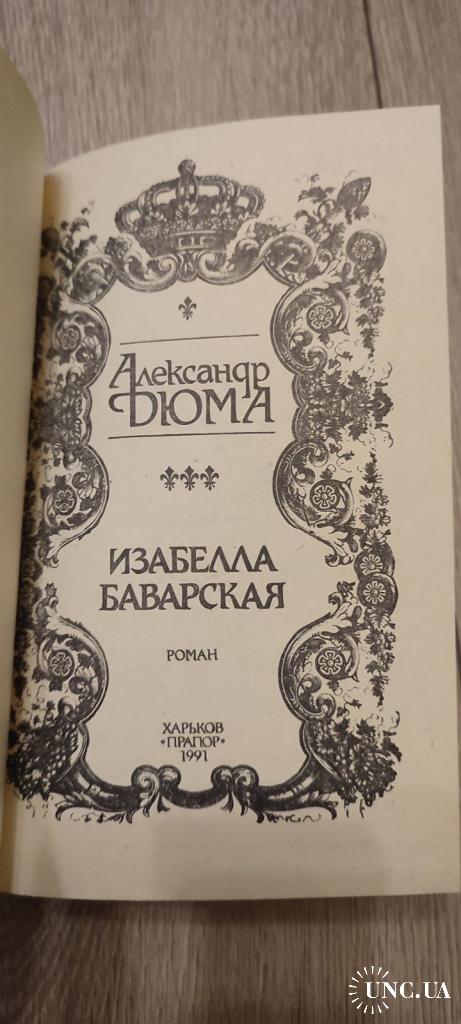 Александр
ДЮМА
ИЗАБЕЛЛА
БАВАРСКАЯ
РОМАН
ХАРЬКОВ
«ПРАПОР»
1991
UNC.UA